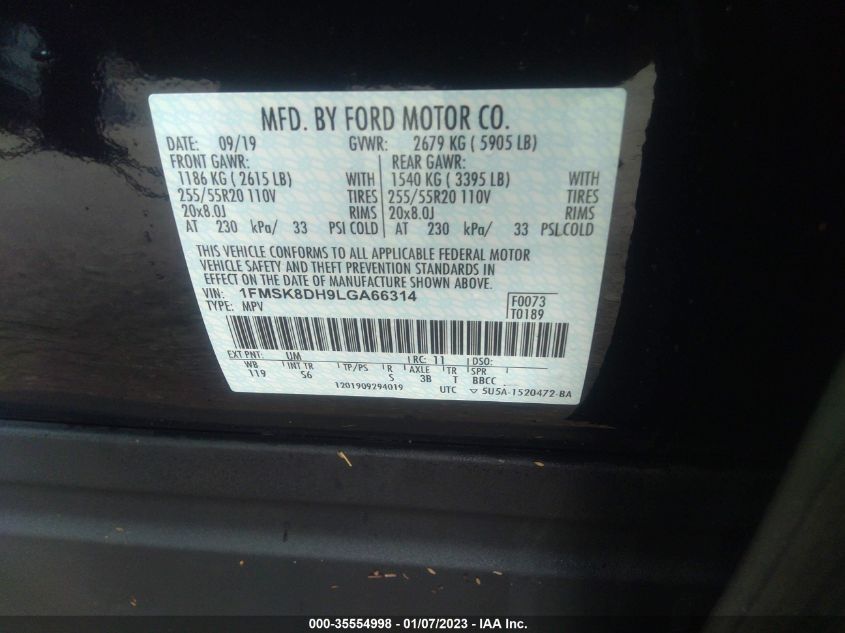 MFD. BY FORD MOTOR CO.
DATE: 09/19 GVWR: 2679 KG ( 5905 LB)
FRONT GAWR: REAR GAWR:
1186 KG ( 2615 LB) WITH 1540 KG ( 3395 LB) WITH
255/55R20 110V TIRES 255/55R20 110V TIRES
20x8.0J RIMS 20x8.0J RIMS
AT 230 kPa/ 33 PSI COLD AT 230 kPa/ 33 PSI.COLD
THIS VEHICLE CONFORMS TO ALL APPLICABLE FEDERAL MOTOR
VEHICLE SAFETY AND THEFT PREVENTION STANDARDS IN
EFFECT ON THE DATE OF MANUFACTURE SHOWN ABOVE.
VIN: 1FMSK8DH9LGA66314 F0073
TYPE: MPV T0189
EXT PNT: UM RC: 11 DSO:
WB INT TR TP/PS R AXLE TR SPR
119 S6 5 3B T BBCC
1201909294019 UTC ▽ 5U5A-1520472-BA
000-35554998 - 01/07/2023 - IAA Inc.